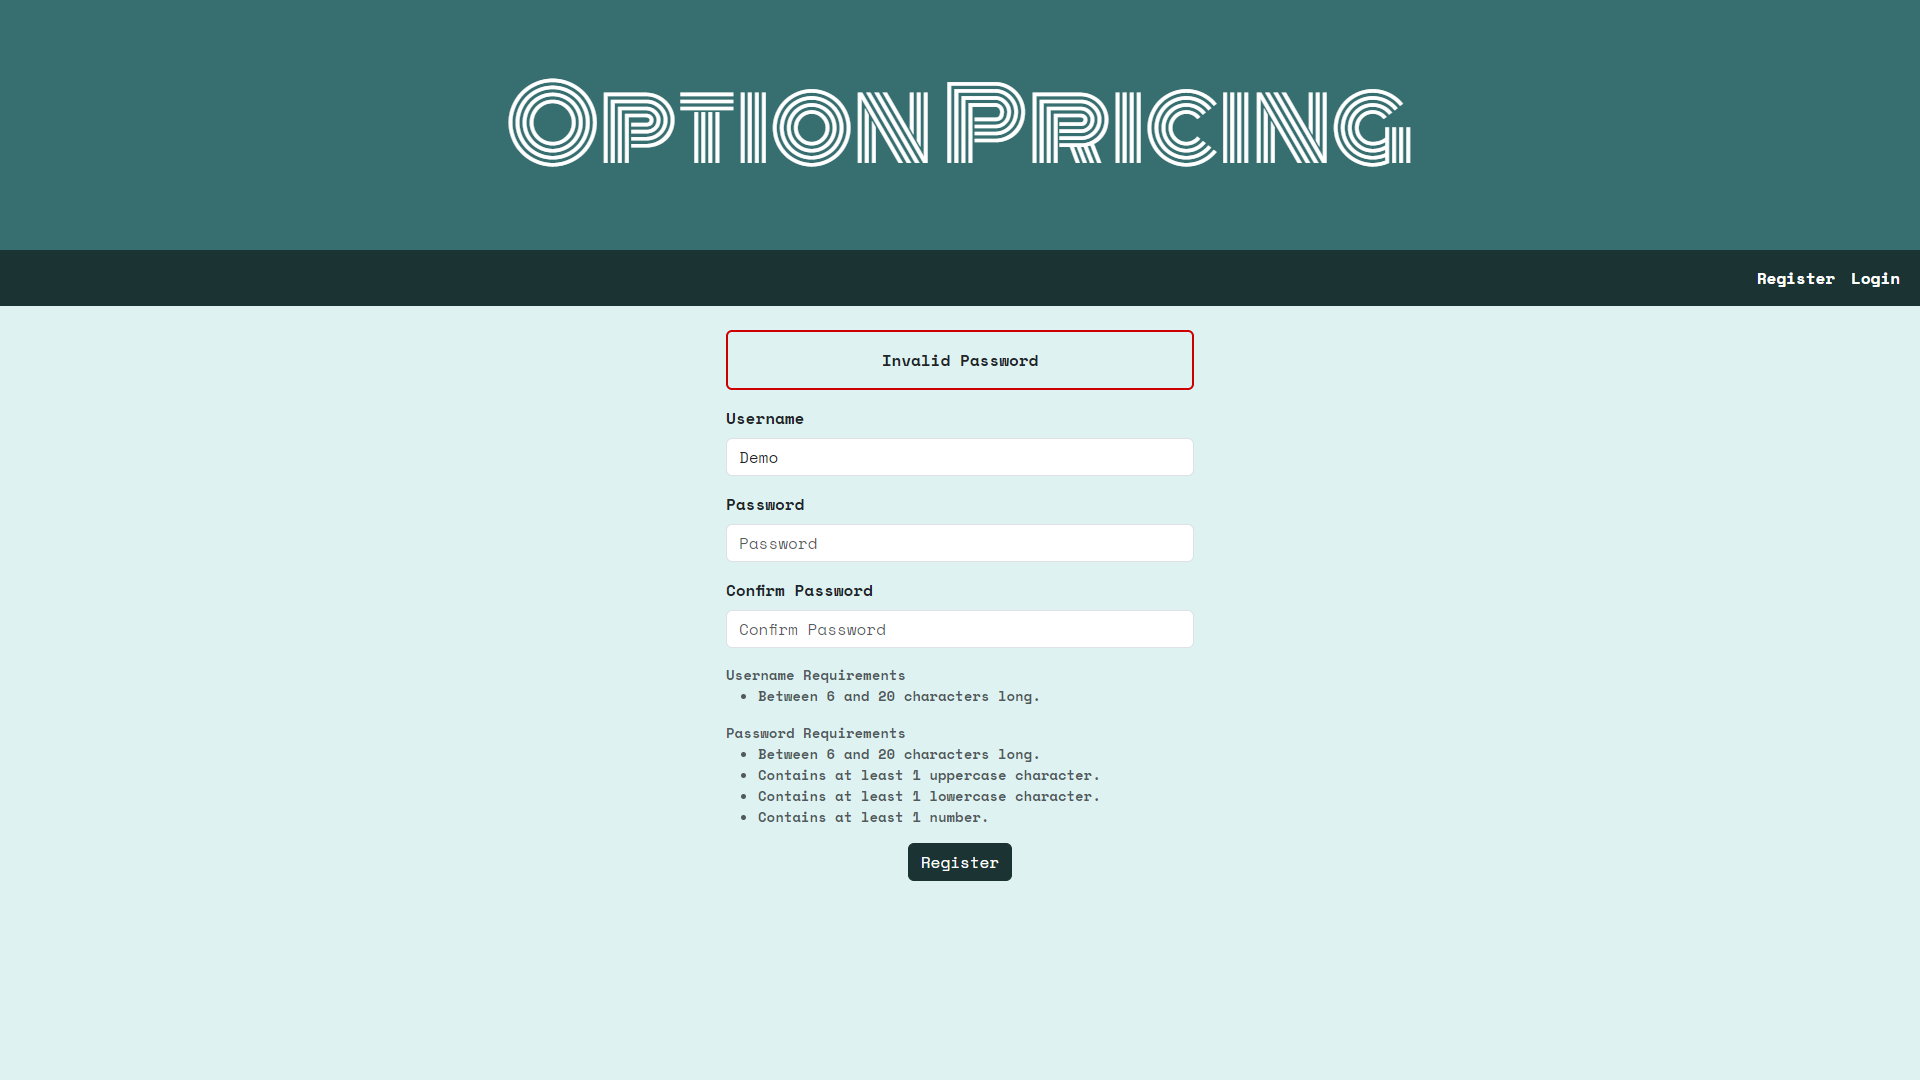 Option Pricing
Register Login
Invalid Password
Username
Demo
Password
Password
Confirm Password
Confirm Password
Username Requirements
Between 6 and 20 characters long.
Password Requirements
Between 6 and 20 characters long.
Contains at least 1 uppercase character.
Contains at least 1 lowercase character.
Contains at least 1 number.
Register